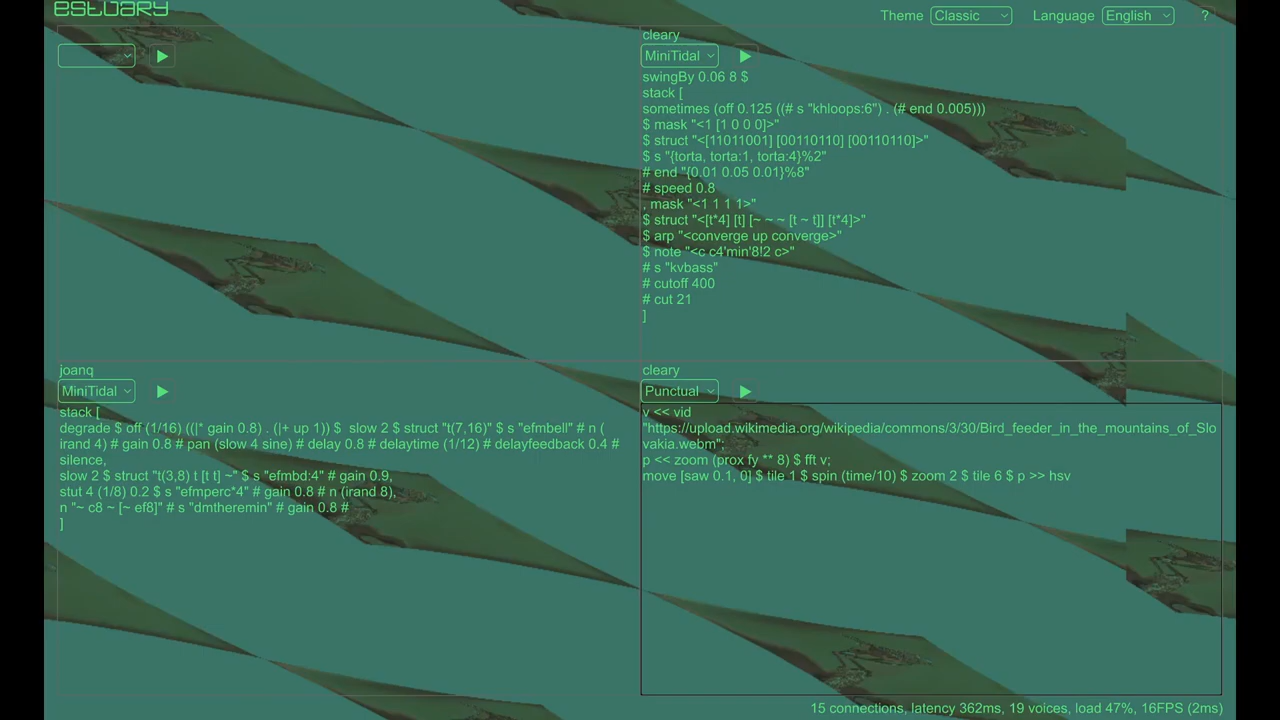 estuary
Theme Classic Language English ?
cleary
MiniTidal
swingBy 0.06 8 $
stack [
sometimes (off 0.125 ((# s "khloops:6") . (# end 0.005)))
$ mask "<1 [1 0 0 0]>"
$ struct "<[11011001] [00110110] [00110110]>"
$ s "{torta, torta:1, torta:4}%2"
# end "{0.01 0.05 0.01}%8"
# speed 0.8
, mask "<1 1 1 1>"
$ struct "<[t*4] [t] [~ ~ ~ [t ~ t]] [t*4]>"
$ arp "<converge up converge>"
$ note "<c c4'min'8!2 c>"
# s "kvbass"
# cutoff 400
# cut 21
]
joanq
MiniTidal
stack [
degrade $ off (1/16) ((|* gain 0.8) . (|+ up 1)) $  slow 2 $ struct "t(7,16)" $ s "efmbell" # n (
irand 4) # gain 0.8 # pan (slow 4 sine) # delay 0.8 # delaytime (1/12) # delayfeedback 0.4 #
silence,
slow 2 $ struct "t(3,8) t [t t] ~" $ s "efmbd:4" # gain 0.9,
stut 4 (1/8) 0.2 $ s "efmperc*4" # gain 0.8 # n (irand 8),
n "~ c8 ~ [~ ef8]" # s "dmtheremin" # gain 0.8 #
]
cleary
Punctual
v << vid
"https://upload.wikimedia.org/wikipedia/commons/3/30/Bird_feeder_in_the_mountains_of_Slo
vakia.webm";
p << zoom (prox fy ** 8) $ fft v;
move [saw 0.1, 0] $ tile 1 $ spin (time/10) $ zoom 2 $ tile 6 $ p >> hsv
15 connections, latency 362ms, 19 voices, load 47%, 16FPS (2ms)